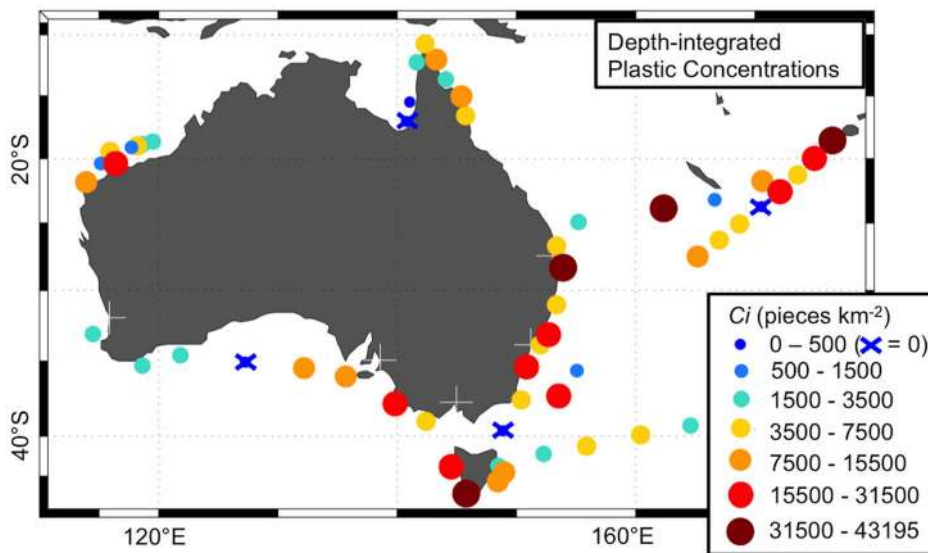 Depth-integrated
Plastic Concentrations
20°S
40°S
120°E
160°E
Ci (pieces km-2)
0 – 500 (✕ = 0)
500 - 1500
1500 - 3500
3500 - 7500
7500 - 15500
15500 - 31500
31500 - 43195